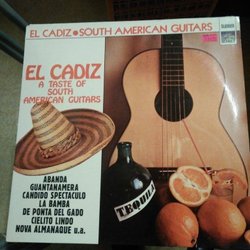 EL CADIZ SOUTH AMERICAN GUITARS
EL CADIZ
A TASTE OF
SOUTH
AMERICAN GUITARS
ABANDA
GUANTANAMERA
CANDIDO SPECTACULO
LA BAMBA
DE PONTA DEL GADO
CIELITO LINDO
NOVA ALMANAQUE u.a.
TEQUILA